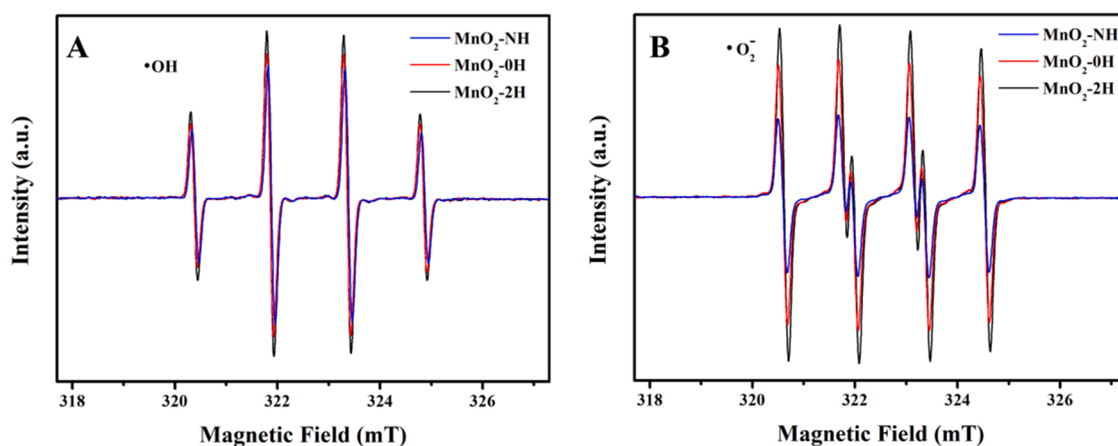 A
•OH
MnO₂-NH
MnO₂-0H
MnO₂-2H
Intensity (a.u.)
318 320 322 324 326
Magnetic Field (mT)
B
•O₂⁻
MnO₂-NH
MnO₂-0H
MnO₂-2H
Intensity (a.u.)
318 320 322 324 326
Magnetic Field (mT)